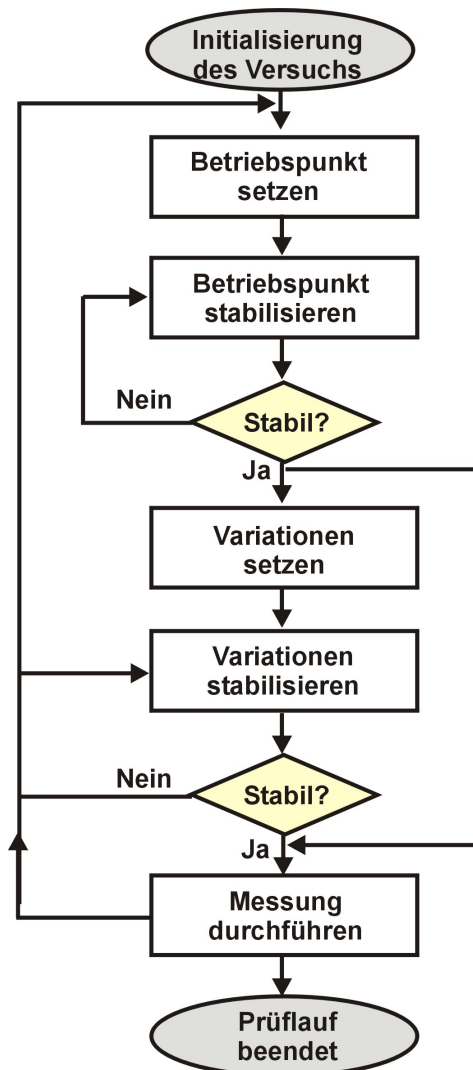 Initialisierung
des Versuchs
Betriebspunkt
setzen
Betriebspunkt
stabilisieren
Nein
Stabil?
Ja
Variationen
setzen
Variationen
stabilisieren
Nein
Stabil?
Ja
Messung
durchführen
Prüflauf
beendet